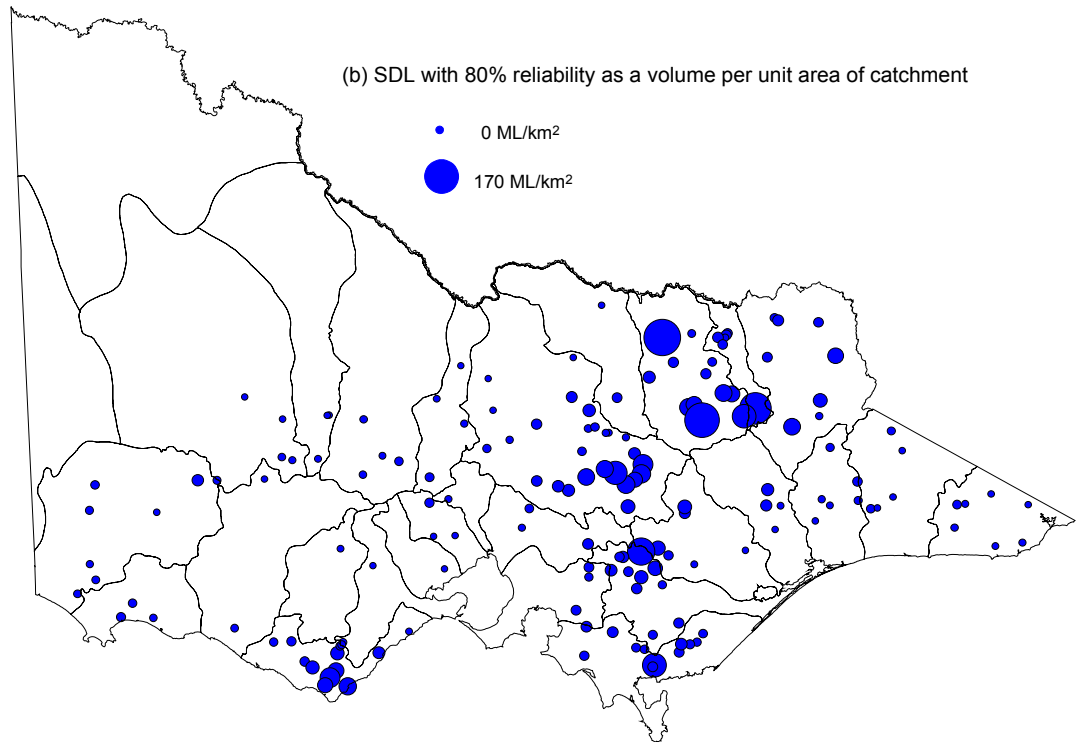 (b) SDL with 80% reliability as a volume per unit area of catchment
0 ML/km²
170 ML/km²